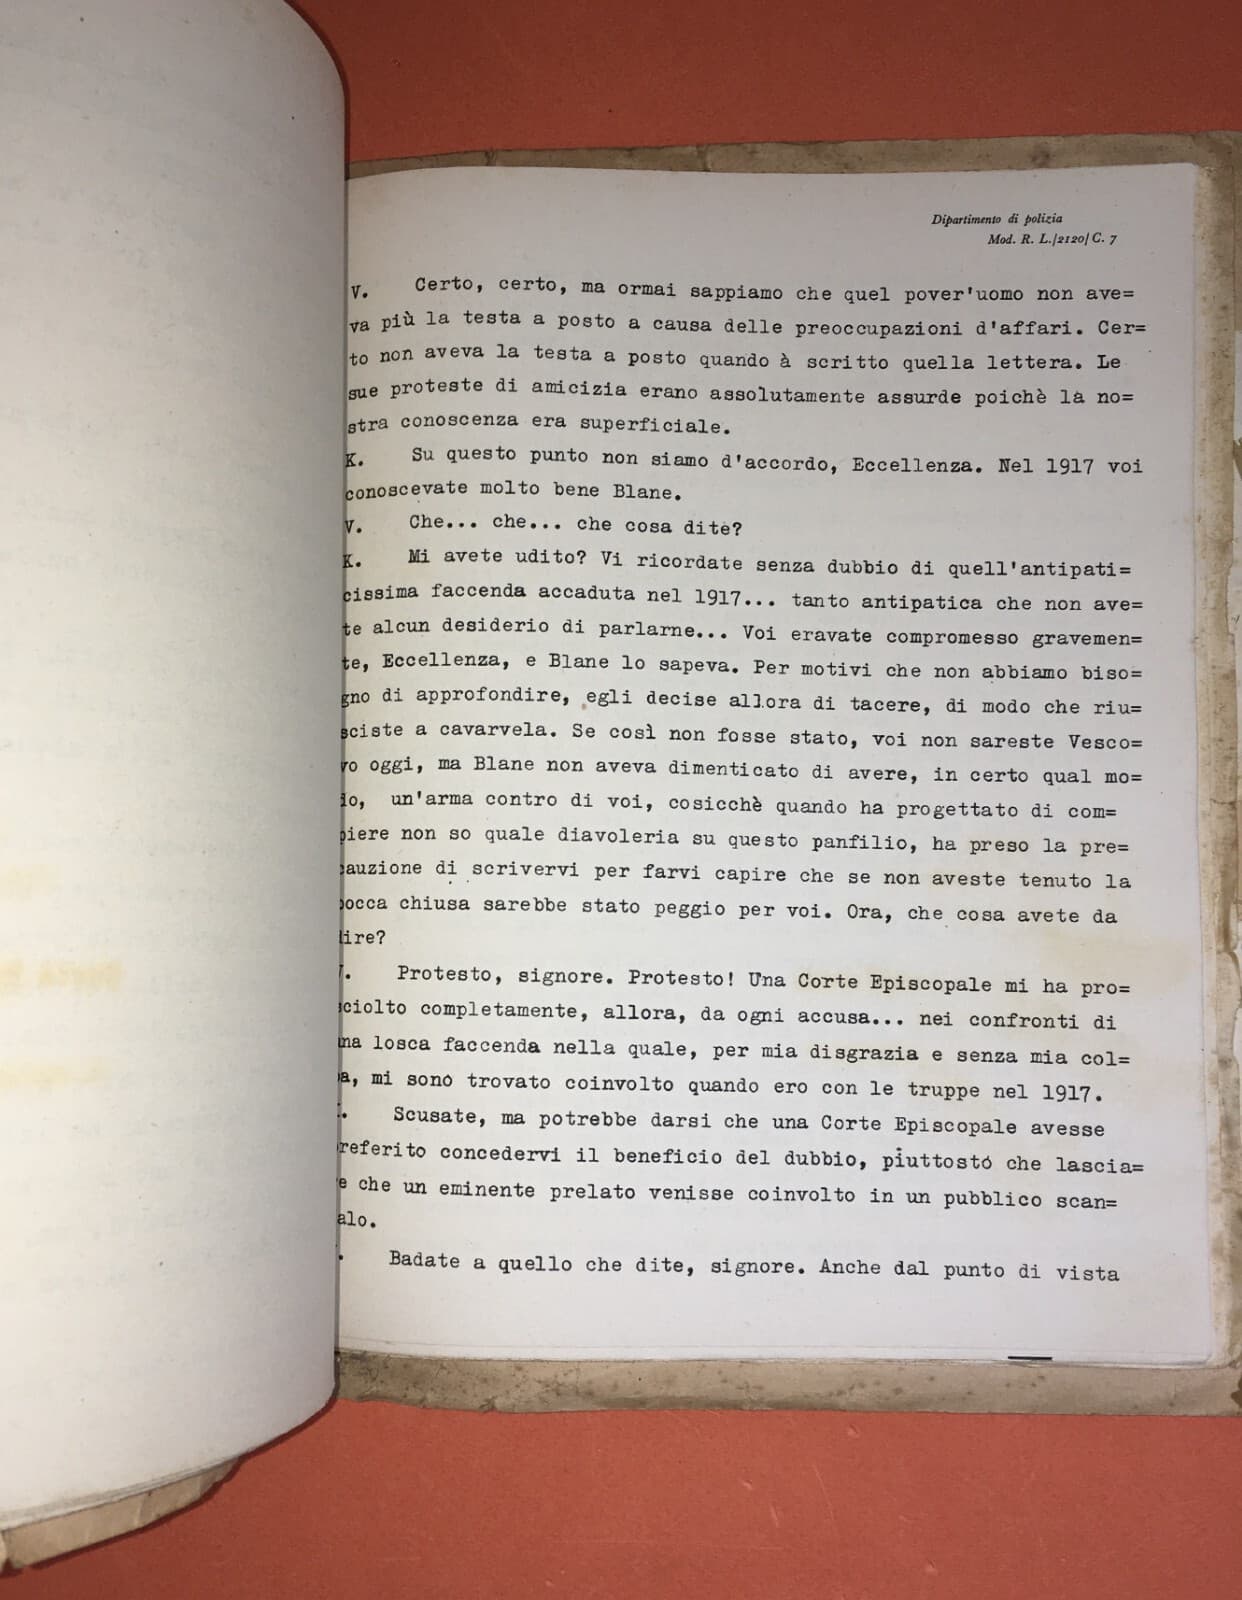 Dipartimento di polizia
Mod. R. L./2120/C. 7
V. Certo, certo, ma ormai sappiamo che quel pover'uomo non ave=
va più la testa a posto a causa delle preoccupazioni d'affari. Cer=
to non aveva la testa a posto quando à scritto quella lettera. Le
sue proteste di amicizia erano assolutamente assurde poichè la no=
stra conoscenza era superficiale.
K. Su questo punto non siamo d'accordo, Eccellenza. Nel 1917 voi
conoscevate molto bene Blane.
V. Che... che... che cosa dite?
K. Mi avete udito? Vi ricordate senza dubbio di quell'antipati=
cissima faccenda accaduta nel 1917... tanto antipatica che non ave=
te alcun desiderio di parlarne... Voi eravate compromesso gravemen=
te, Eccellenza, e Blane lo sapeva. Per motivi che non abbiamo biso=
gno di approfondire, egli decise allora di tacere, di modo che riu=
sciste a cavarvela. Se così non fosse stato, voi non sareste Vesco=
vo oggi, ma Blane non aveva dimenticato di avere, in certo qual mo=
do, un'arma contro di voi, cosicchè quando ha progettato di com=
piere non so quale diavoleria su questo panfilio, ha preso la pre=
cauzione di scrivervi per farvi capire che se non aveste tenuto la
bocca chiusa sarebbe stato peggio per voi. Ora, che cosa avete da
dire?
V. Protesto, signore. Protesto! Una Corte Episcopale mi ha pro=
sciolto completamente, allora, da ogni accusa... nei confronti di
una losca faccenda nella quale, per mia disgrazia e senza mia col=
pa, mi sono trovato coinvolto quando ero con le truppe nel 1917.
. Scusate, ma potrebbe darsi che una Corte Episcopale avesse
referito concedervi il beneficio del dubbio, piuttosto che lascia=
e che un eminente prelato venisse coinvolto in un pubblico scan=
alo.
. Badate a quello che dite, signore. Anche dal punto di vista